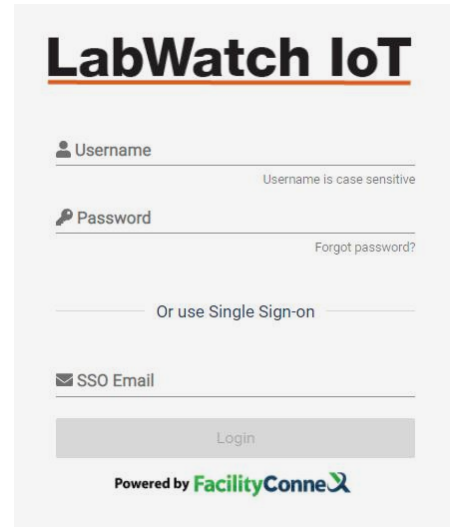 LabWatch IoT
Username
Username is case sensitive
Password
Forgot password?
Or use Single Sign-on
SSO Email
Login
Powered by FacilityConneX